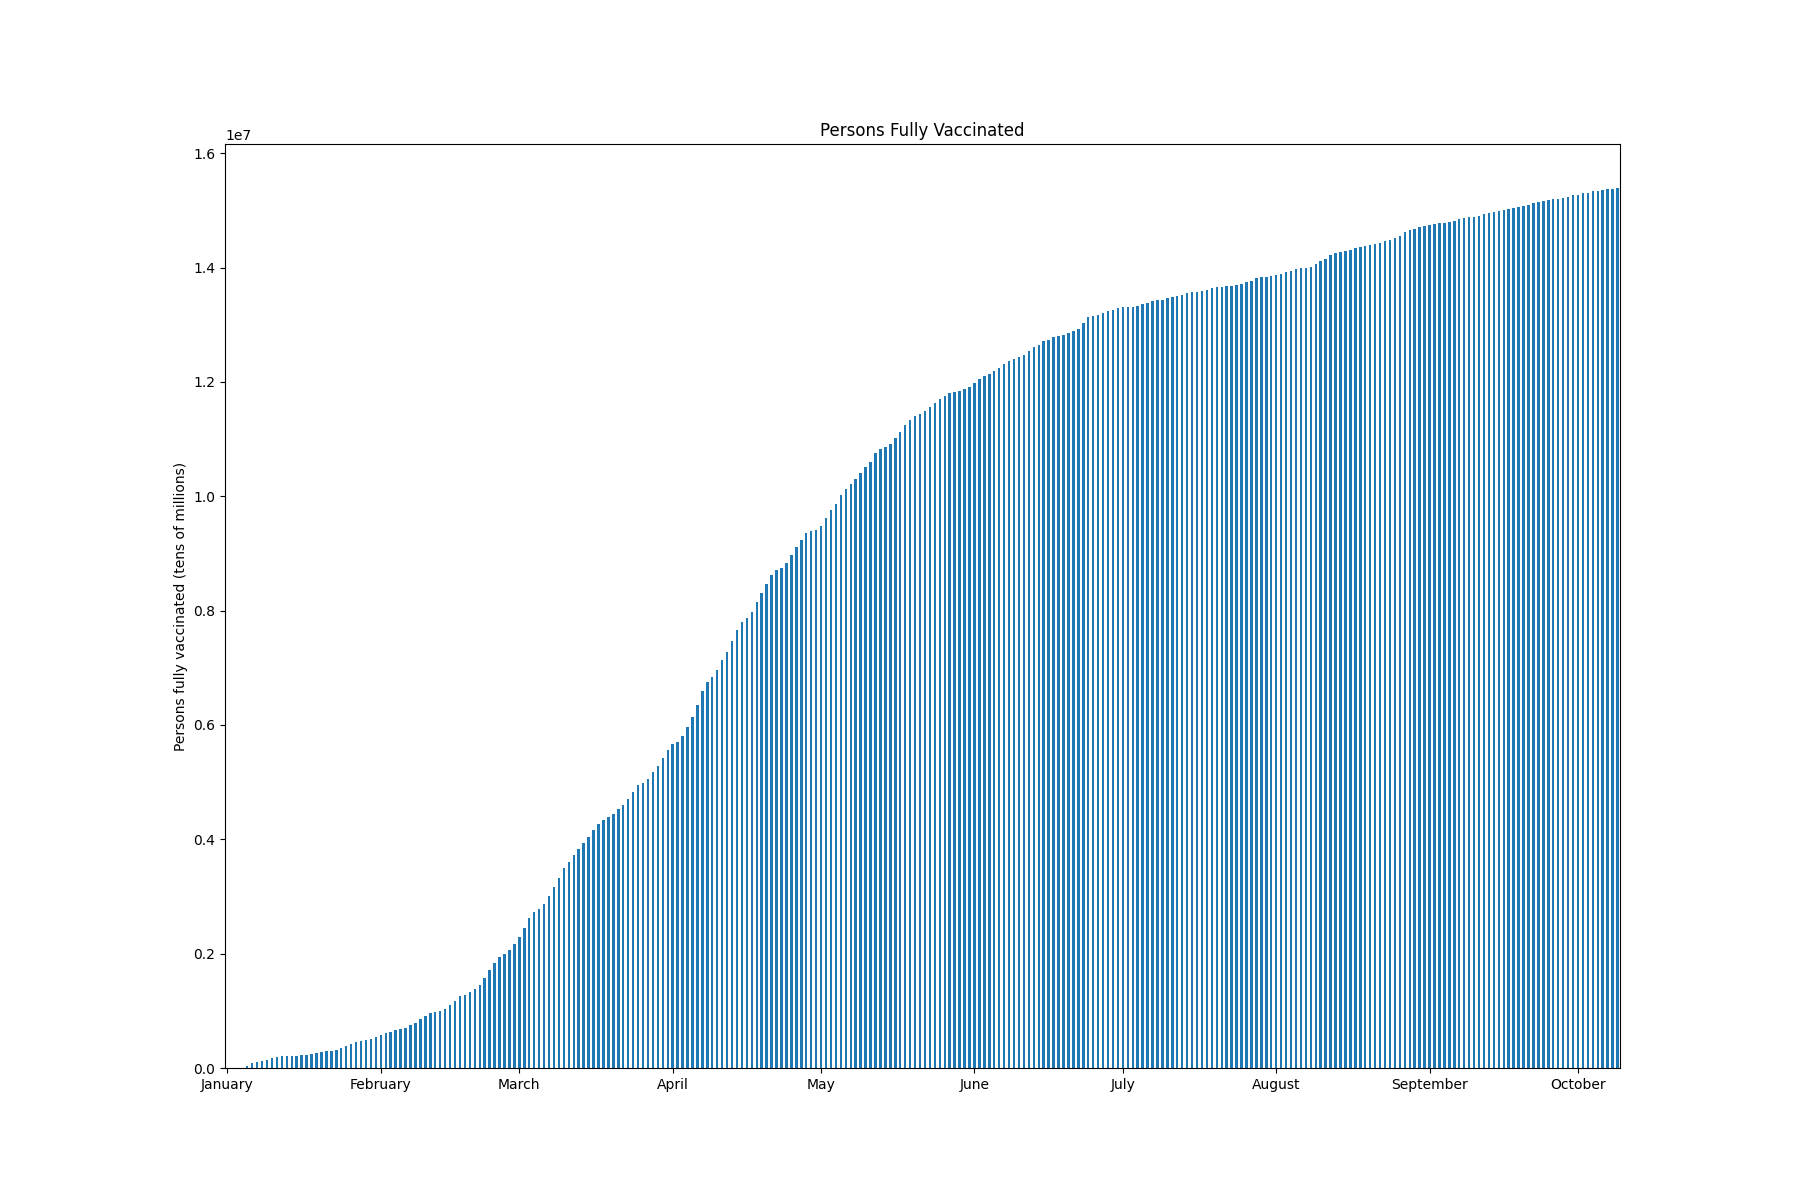 Persons Fully Vaccinated
1e7
1.6
1.4
1.2
1.0
0.8
0.6
0.4
0.2
0.0
Persons fully vaccinated (tens of millions)
January February March April May June July August September October